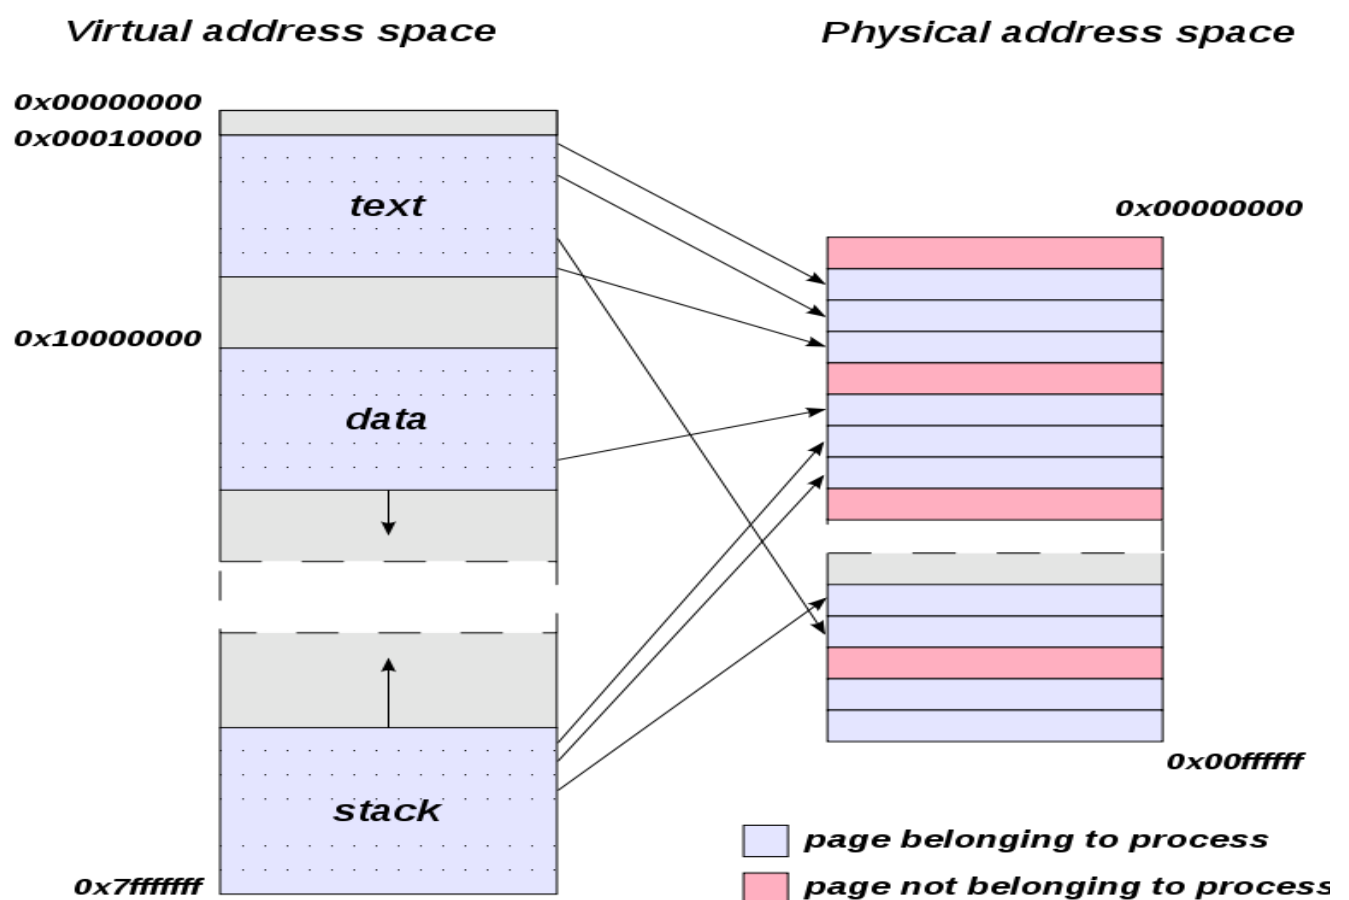 Virtual address space
Physical address space
0x00000000
0x00010000
text
0x00000000
0x10000000
data
0x00ffffff
stack
page belonging to process
0x7fffffff
page not belonging to process